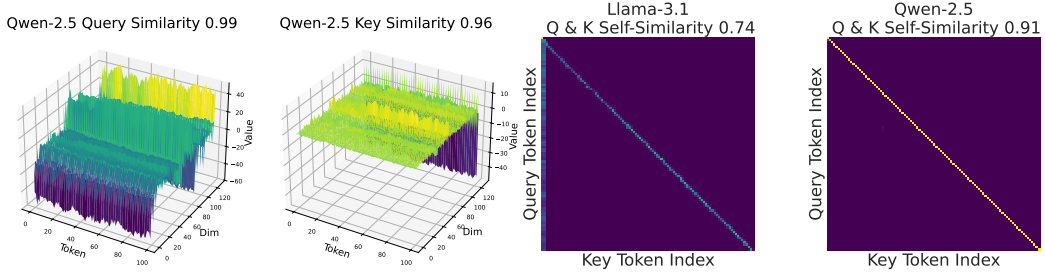 Qwen-2.5 Query Similarity 0.99
40
20
0
−20
−40
−60
Value
0
20
40
60
80
100
Token
0
20
40
60
80
100
120
Dim
Qwen-2.5 Key Similarity 0.96
10
0
−10
−20
−30
−40
Value
0
20
40
60
80
100
Token
0
20
40
60
80
100
120
Dim
Llama-3.1
Q & K Self-Similarity 0.74
Query Token Index
Key Token Index
Qwen-2.5
Q & K Self-Similarity 0.91
Query Token Index
Key Token Index